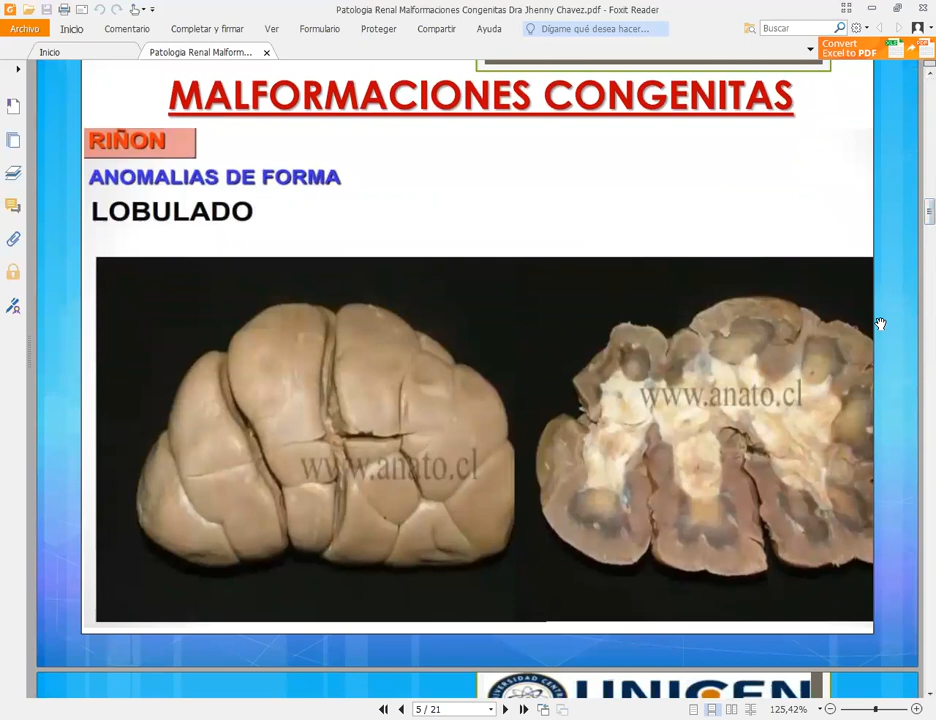 Patologia Renal Malformaciones Congenitas Dra Jhenny Chavez.pdf - Foxit Reader
Archivo Inicio Comentario Completar y firmar Ver Formulario Proteger Compartir Ayuda Dígame qué desea hacer... Buscar
Inicio Patologia Renal Malform... Convert
Excel to PDF
MALFORMACIONES CONGENITAS
RIÑON
ANOMALIAS DE FORMA
LOBULADO
www.anato.cl
www.anato.cl
UNIGEN
5 / 21 125,42%